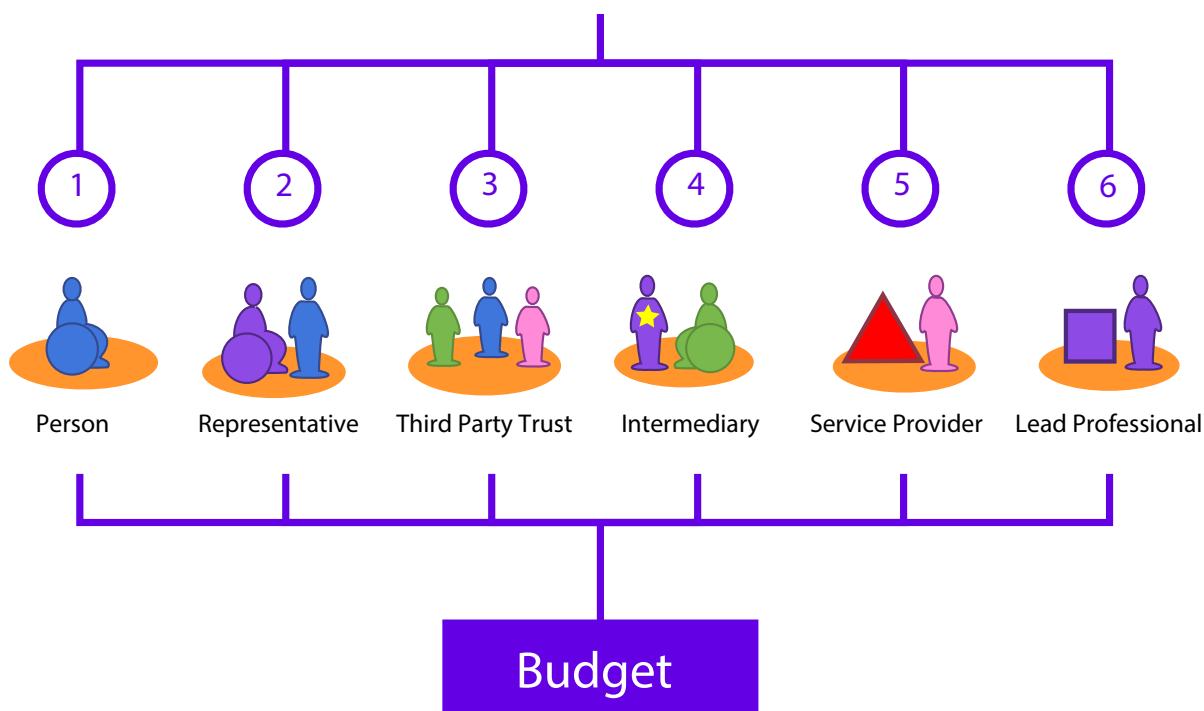 1 2 3 4 5 6
Person Representative Third Party Trust Intermediary Service Provider Lead Professional
Budget